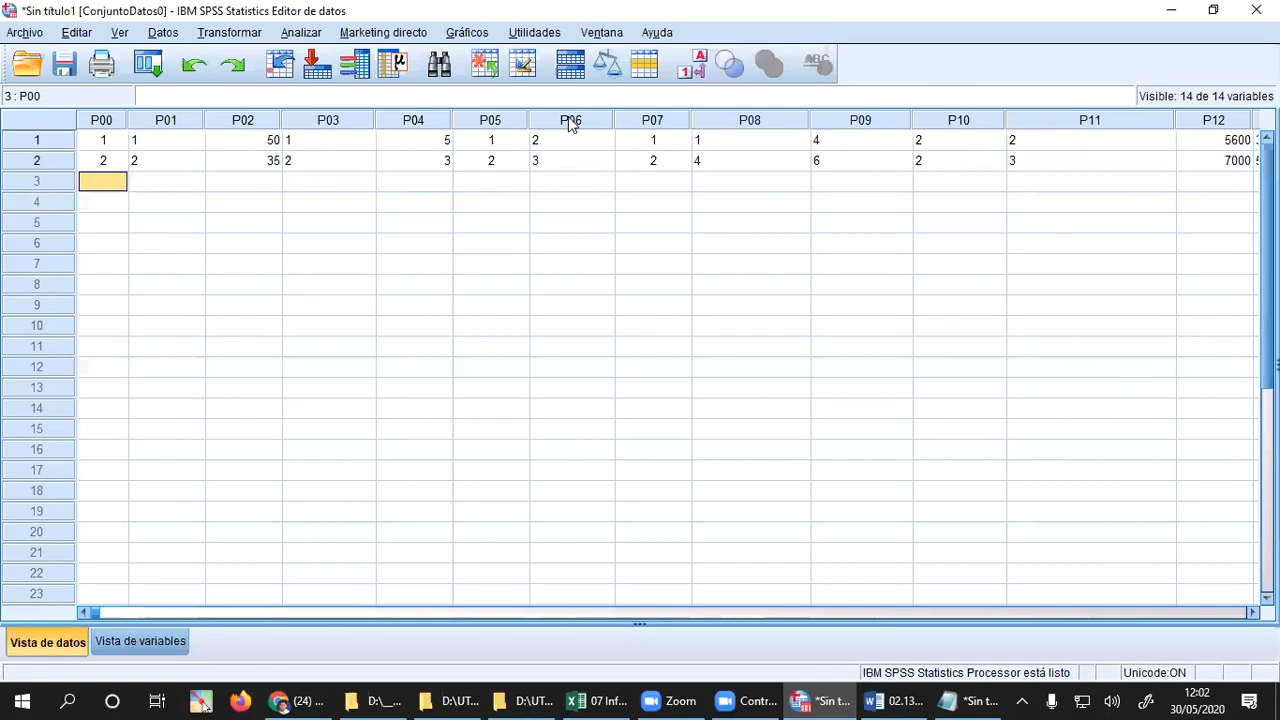 *Sin título1 [ConjuntoDatos0] - IBM SPSS Statistics Editor de datos
Archivo Editar Ver Datos Transformar Analizar Marketing directo Gráficos Utilidades Ventana Ayuda
3 : P00 Visible: 14 de 14 variables
P00 P01 P02 P03 P04 P05 P06 P07 P08 P09 P10 P11 P12
1 1 1 50 1 5 1 2 1 1 4 2 2 5600
2 2 2 35 2 3 2 3 2 4 6 2 3 7000
3
4
5
6
7
8
9
10
11
12
13
14
15
16
17
18
19
20
21
22
23
Vista de datos Vista de variables
IBM SPSS Statistics Processor está listo Unicode:ON
(24) ... D:\__... D:\UT... D:\UT... 07 Inf... Zoom Contr... *Sin t... 02.13... *Sin t... 12:02
30/05/2020